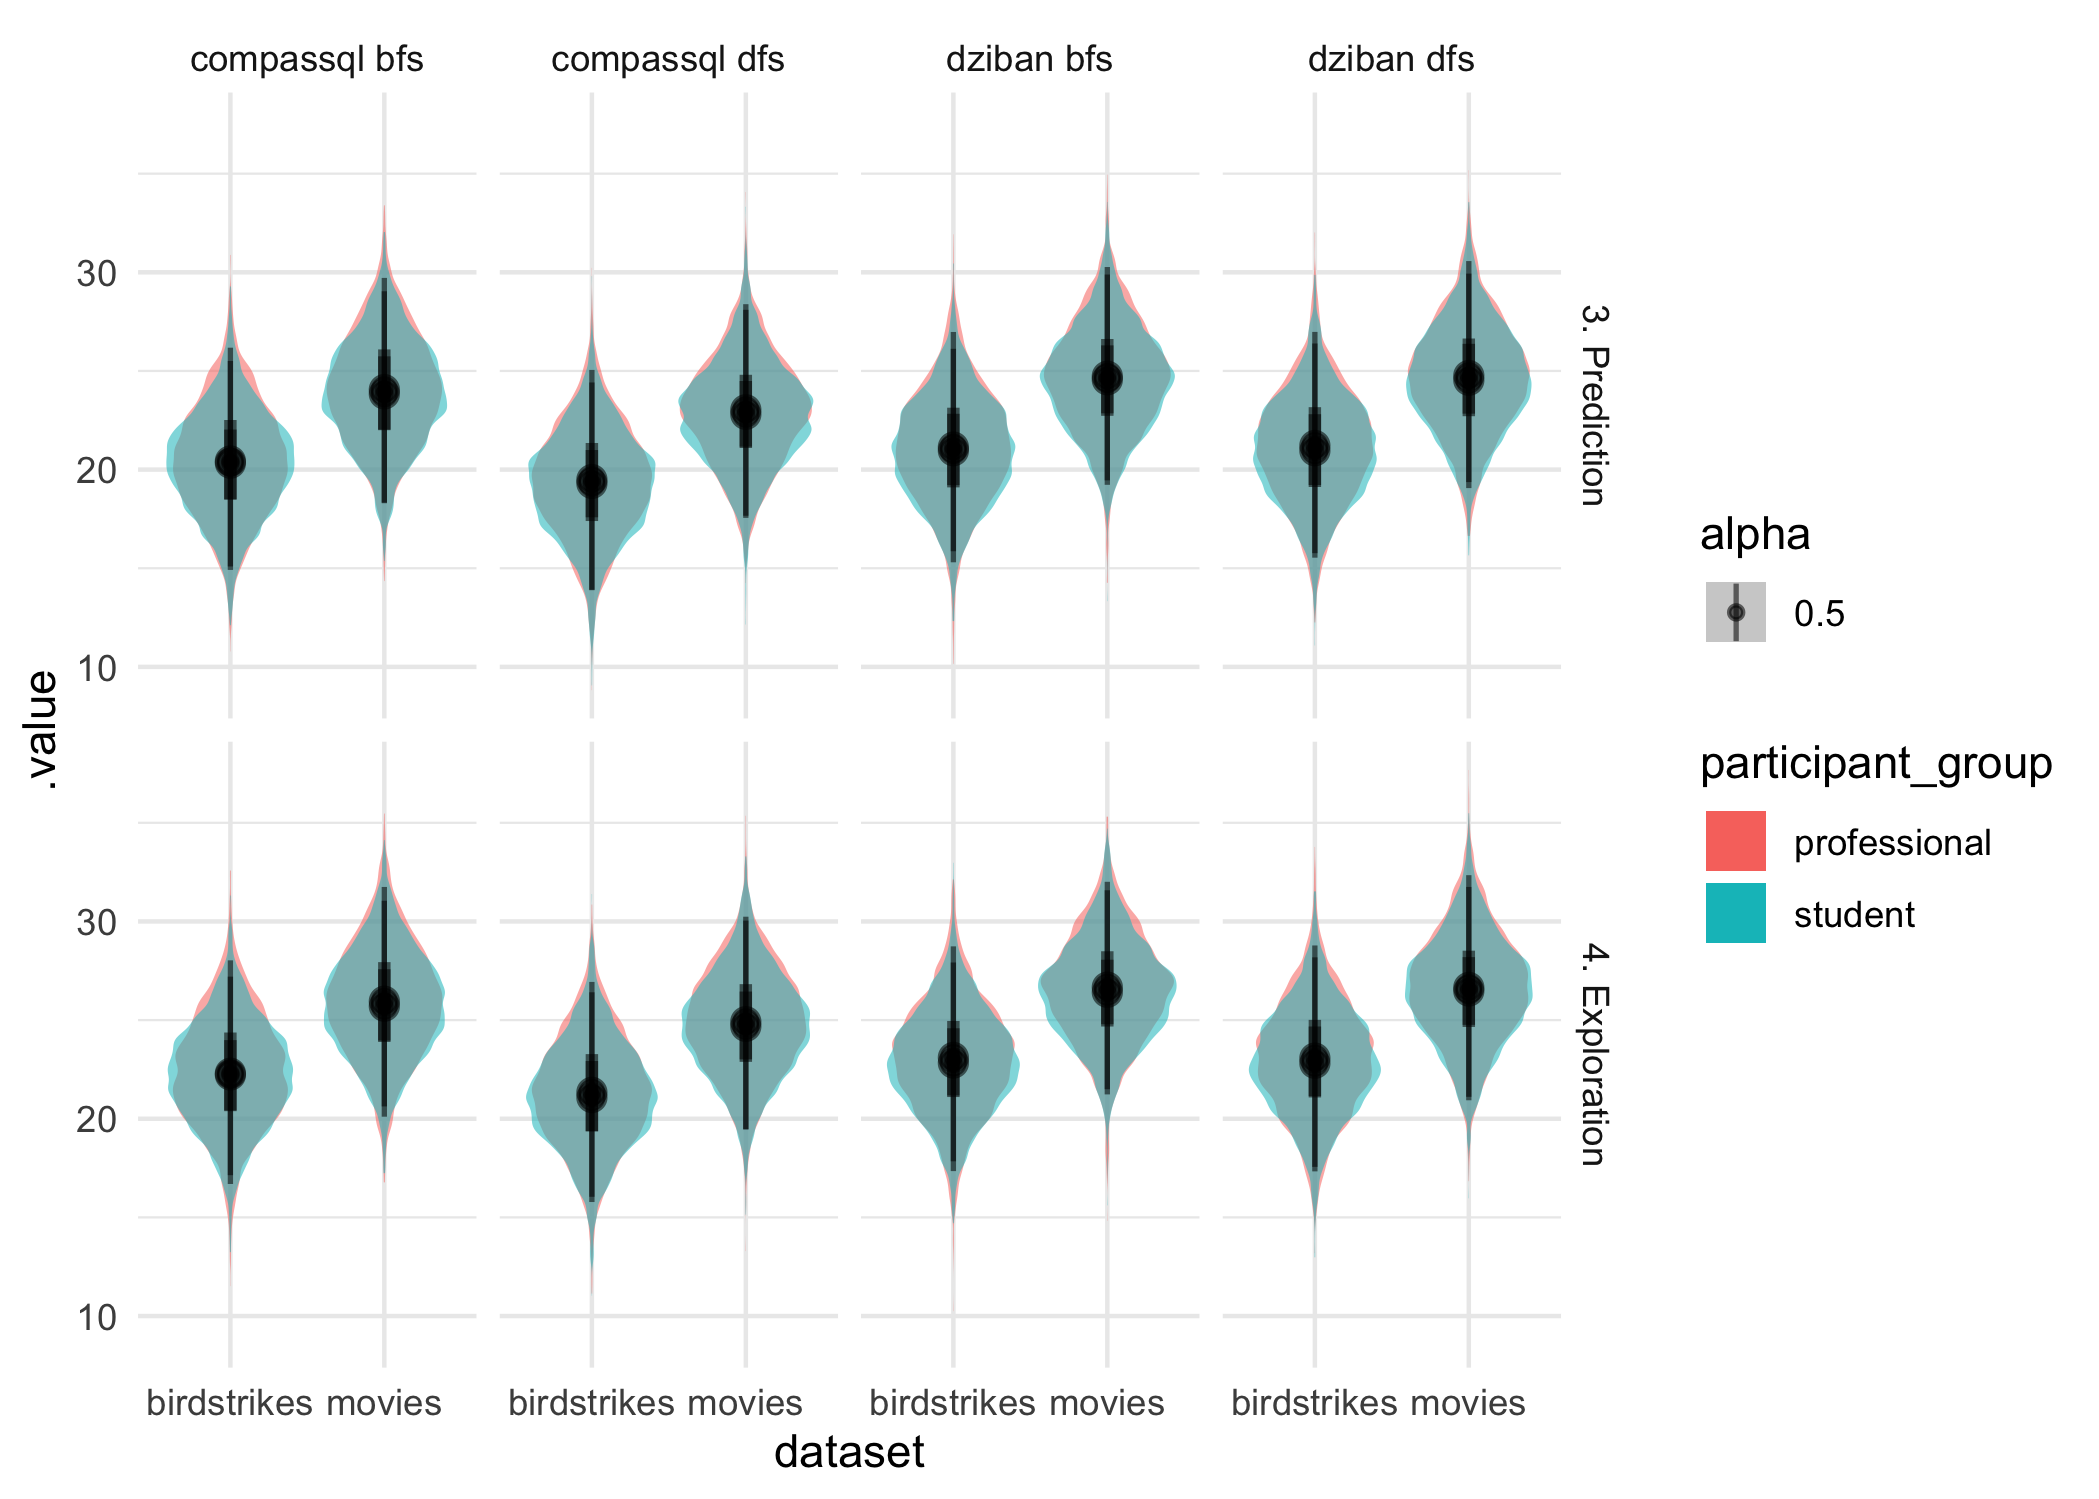 compassql bfs
compassql dfs
dziban bfs
dziban dfs
30
20
10
3. Prediction
.value
30
20
10
4. Exploration
birdstrikes movies
birdstrikes movies
birdstrikes movies
birdstrikes movies
dataset
alpha
0.5
participant_group
professional
student